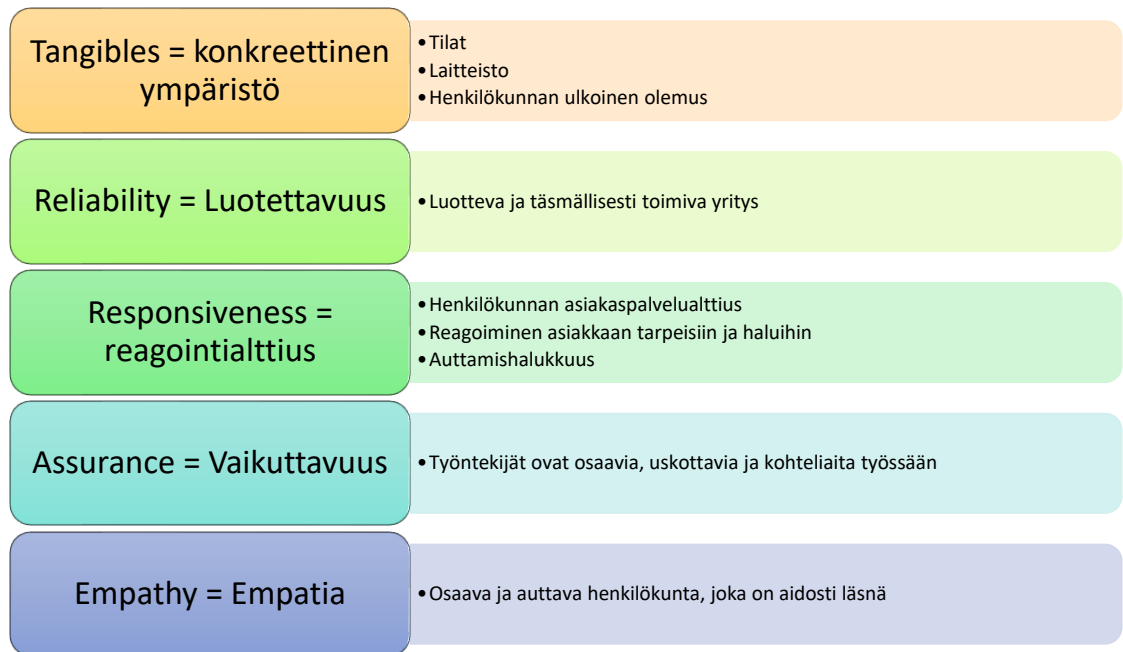 Tangibles = konkreettinen
ympäristö
•Tilat
•Laitteisto
•Henkilökunnan ulkoinen olemus
Reliability = Luotettavuus
•Luotteva ja täsmällisesti toimiva yritys
Responsiveness =
reagointialttius
•Henkilökunnan asiakaspalvelualttius
•Reagoiminen asiakkaan tarpeisiin ja haluihin
•Auttamishalukkuus
Assurance = Vaikuttavuus
•Työntekijät ovat osaavia, uskottavia ja kohteliaita työssään
Empathy = Empatia
•Osaava ja auttava henkilökunta, joka on aidosti läsnä